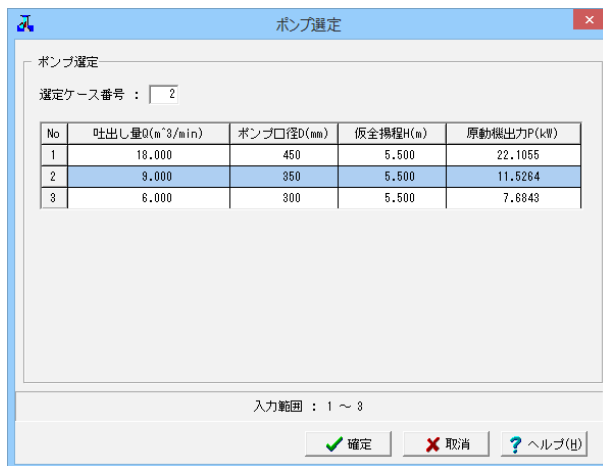 ポンプ選定
ポンプ選定
選定ケース番号 : 2
No 吐出し量Q(m^3/min) ポンプ口径D(mm) 仮全揚程H(m) 原動機出力P(kW)
1 18.000 450 5.500 22.1055
2 9.000 350 5.500 11.5264
3 6.000 300 5.500 7.6843
入力範囲 : 1 ～ 3
確定 取消 ? ヘルプ(H)